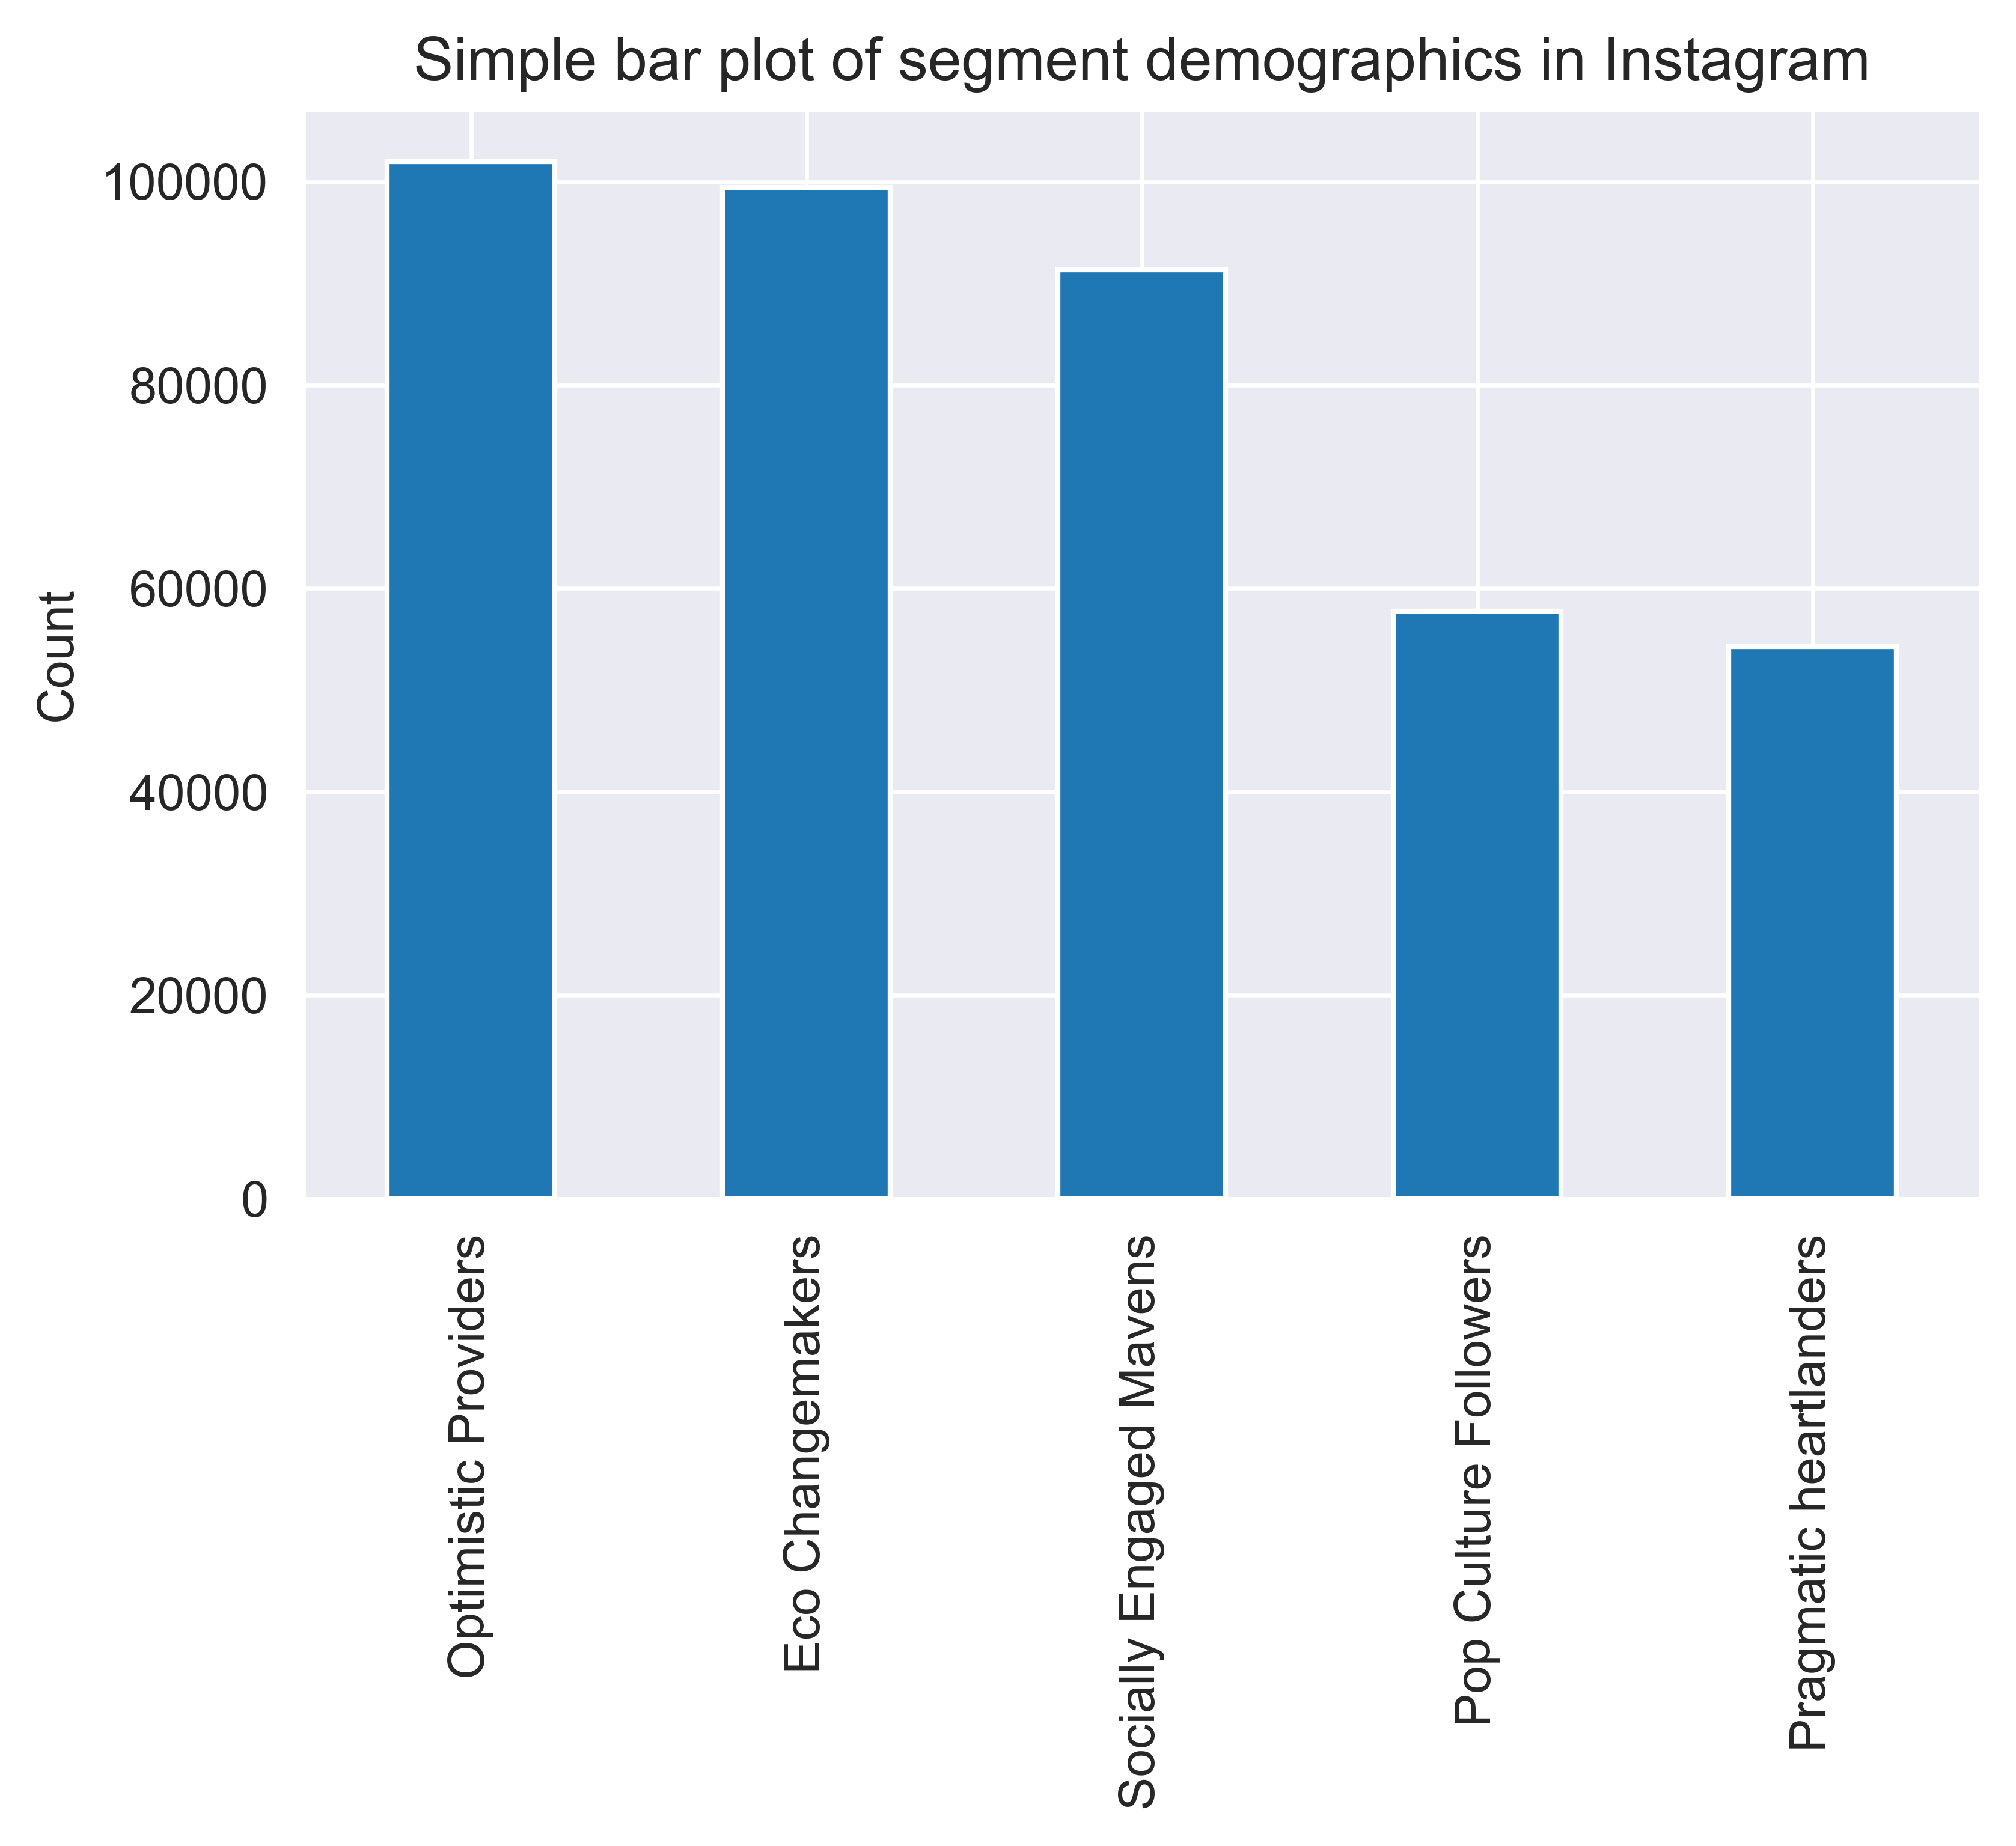 Simple bar plot of segment demographics in Instagram
100000
80000
60000
40000
20000
0
Count
Optimistic Providers
Eco Changemakers
Socially Engaged Mavens
Pop Culture Followers
Pragmatic heartlanders